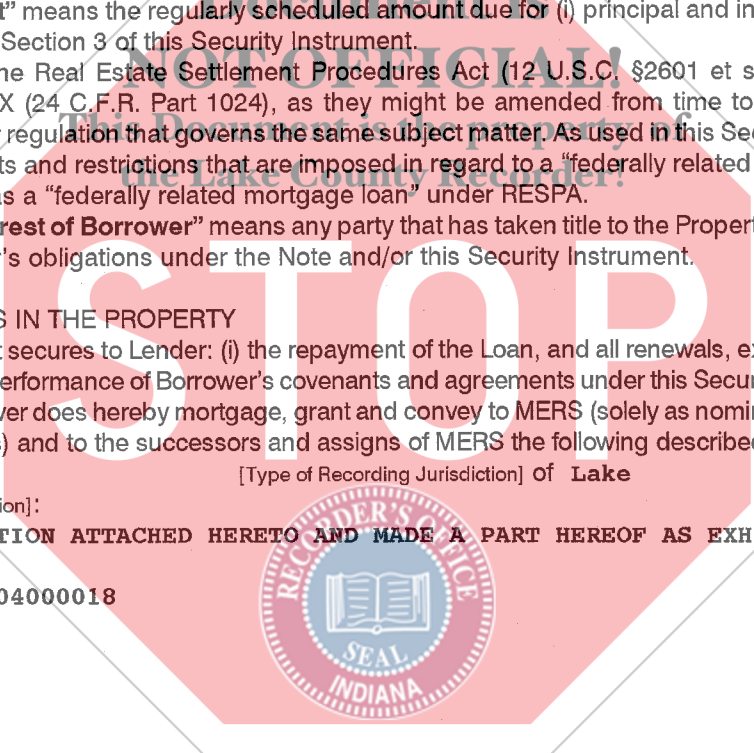 Document is
t” means the regularly scheduled amount due for (i) principal and in
Section 3 of this Security Instrument.
NOT OFFICIAL!
ne Real Estate Settlement Procedures Act (12 U.S.C. §2601 et s
X (24 C.F.R. Part 1024), as they might be amended from time to
This Document is the property of
r regulation that governs the same subject matter. As used in this Sec
the Lake County Recorder!
ts and restrictions that are imposed in regard to a “federally related
as a “federally related mortgage loan” under RESPA.
rest of Borrower” means any party that has taken title to the Propert
r’s obligations under the Note and/or this Security Instrument.
STOP
S IN THE PROPERTY
t secures to Lender: (i) the repayment of the Loan, and all renewals, ex
erformance of Borrower’s covenants and agreements under this Secur
ver does hereby mortgage, grant and convey to MERS (solely as nomin
s) and to the successors and assigns of MERS the following described
[Type of Recording Jurisdiction] of Lake
ion]:
TION ATTACHED HERETO AND MADE A PART HEREOF AS EXH
04000018
RECORDER'S OFFICE
SEAL
INDIANA